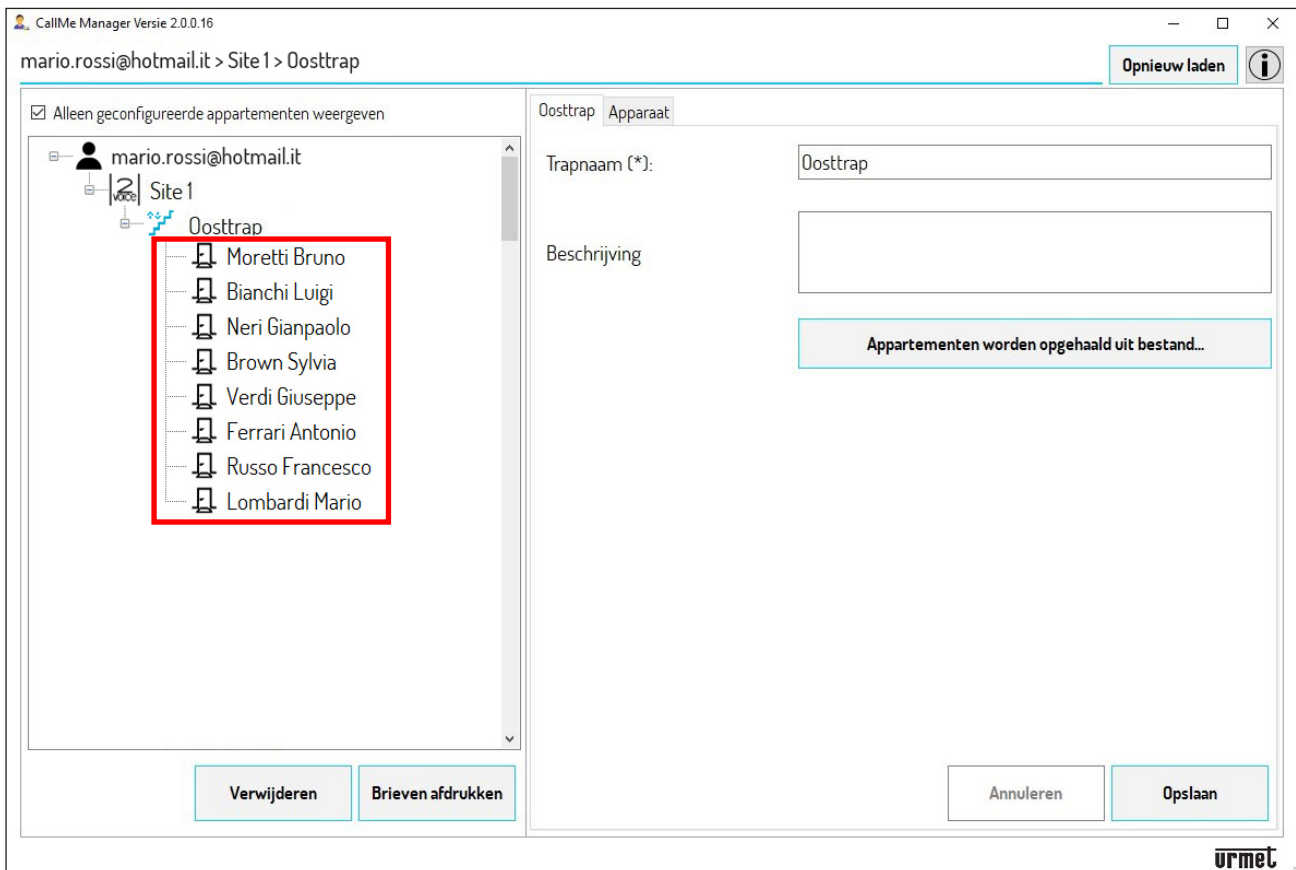 CallMe Manager Versie 2.0.0.16
mario.rossi@hotmail.it > Site 1 > Oosttrap
Opnieuw laden
Alleen geconfigureerde appartementen weergeven
mario.rossi@hotmail.it
2 voice Site 1
Oosttrap
Moretti Bruno
Bianchi Luigi
Neri Gianpaolo
Brown Sylvia
Verdi Giuseppe
Ferrari Antonio
Russo Francesco
Lombardi Mario
Verwijderen Brieven afdrukken
Oosttrap Apparaat
Trapnaam (*): Oosttrap
Beschrijving
Appartementen worden opgehaald uit bestand...
Annuleren Opslaan
urmet